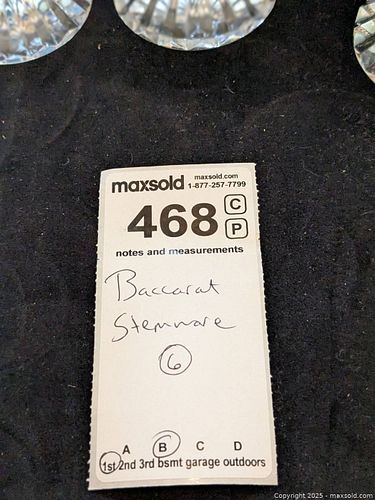 maxsold maxsold.com
1-877-257-7799
468 C
P
notes and measurements
Baccarat
Stemware
6
A B C D
1st 2nd 3rd bsmt garage outdoors
Copyright 2025 - maxsold.com